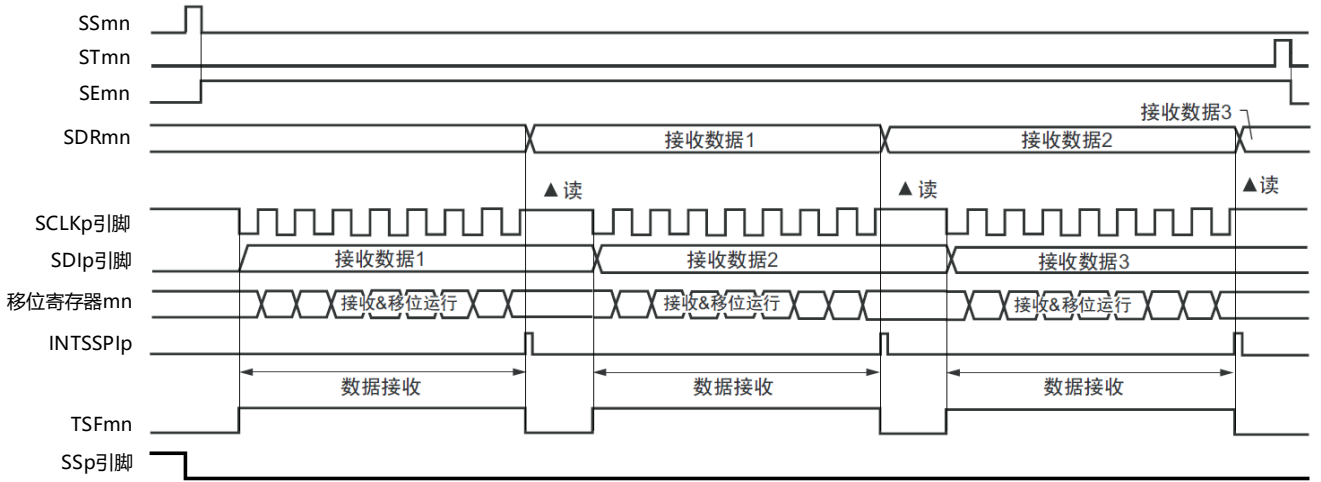 SSmn
STmn
SEmn
接收数据3
SDRmn 接收数据1 接收数据2
▲读 ▲读 ▲读
SCLKp引脚
SDIp引脚 接收数据1 接收数据2 接收数据3
移位寄存器mn 接收&移位运行 接收&移位运行 接收&移位运行
INTSSPIp
数据接收 数据接收 数据接收
TSFmn
SSp引脚